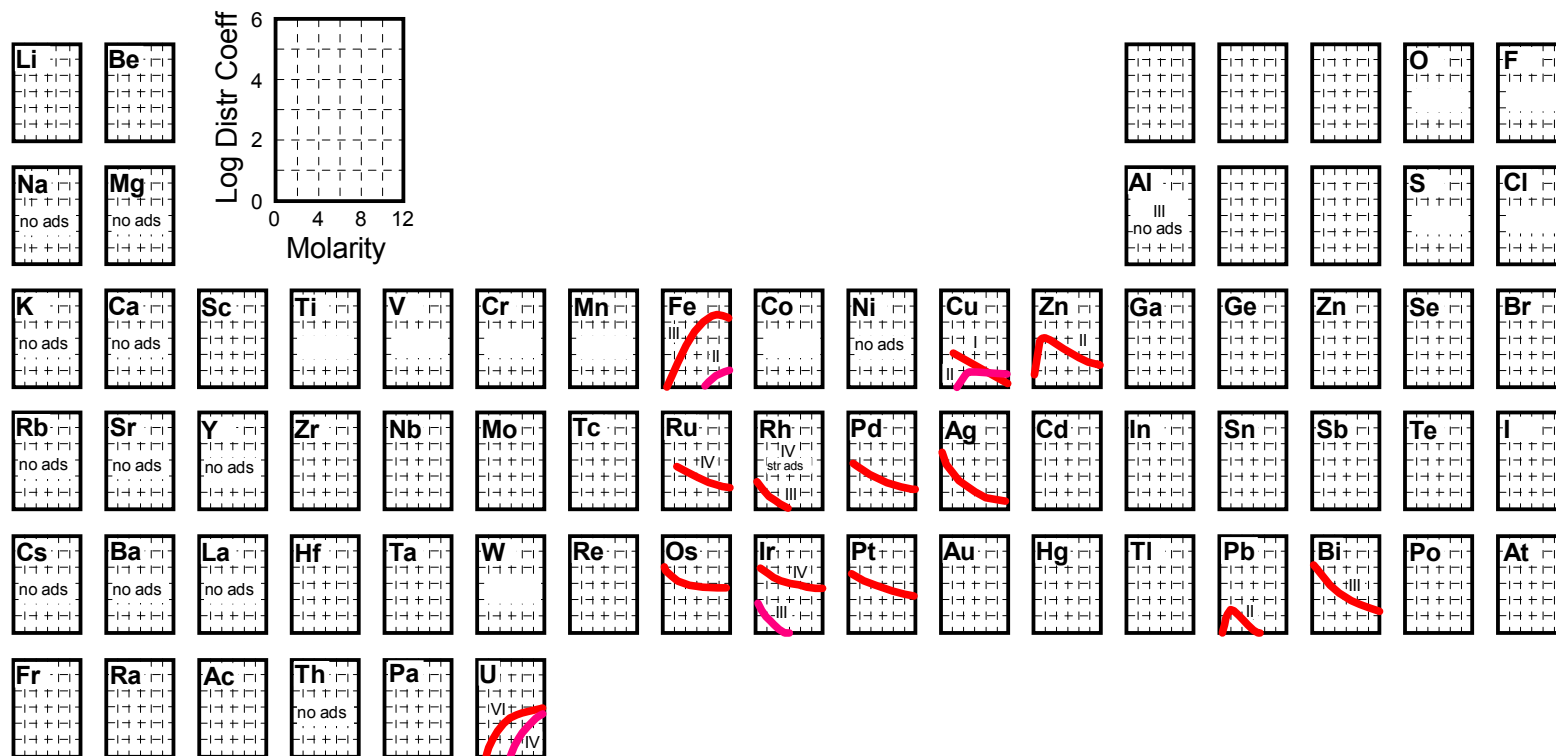 Log Distr Coeff
6
4
2
0
0 4 8 12
Molarity
Li Be O F
Na
no ads
Mg
no ads
Al
III
no ads
S Cl
K
no ads
Ca
no ads
Sc Ti V Cr Mn
Fe
III
II
Co
Ni
no ads
Cu
I
II
Zn
II
Ga Ge Zn Se Br
Rb
no ads
Sr
no ads
Y
no ads
Zr Nb Mo Tc
Ru
IV
Rh
IV
str ads
III
Pd Ag Cd In Sn Sb Te I
Cs
no ads
Ba
no ads
La
no ads
Hf Ta W Re Os
Ir
IV
III
Pt Au Hg Tl
Pb
II
Bi
III
Po At
Fr Ra Ac
Th
no ads
Pa
U
VI
IV